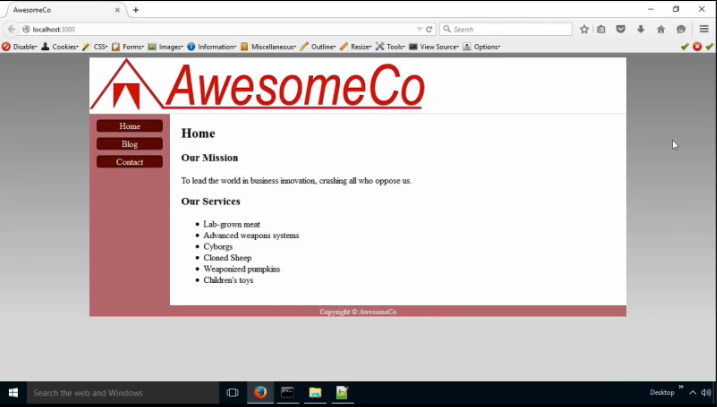 AwesomeCo
localhost:3000
Search
Disable Cookies CSS Forms Images Information Miscellaneous Outline Resize Tools View Source Options
AwesomeCo
Home
Blog
Contact
Home
Our Mission
To lead the world in business innovation, crushing all who oppose us.
Our Services
Lab-grown meat
Advanced weapons systems
Cyborgs
Cloned Sheep
Weaponized pumpkins
Children's toys
Copyright © AwesomeCo
Search the web and Windows
Desktop